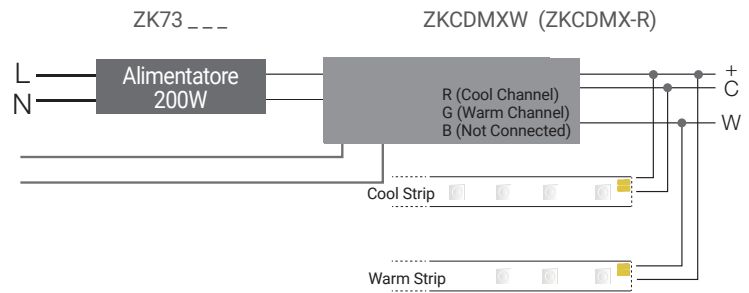 ZK73 _ _ _
ZKCDMXW (ZKCDMX-R)
L
N
Alimentatore
200W
R (Cool Channel)
G (Warm Channel)
B (Not Connected)
+
C
W
Cool Strip
Warm Strip